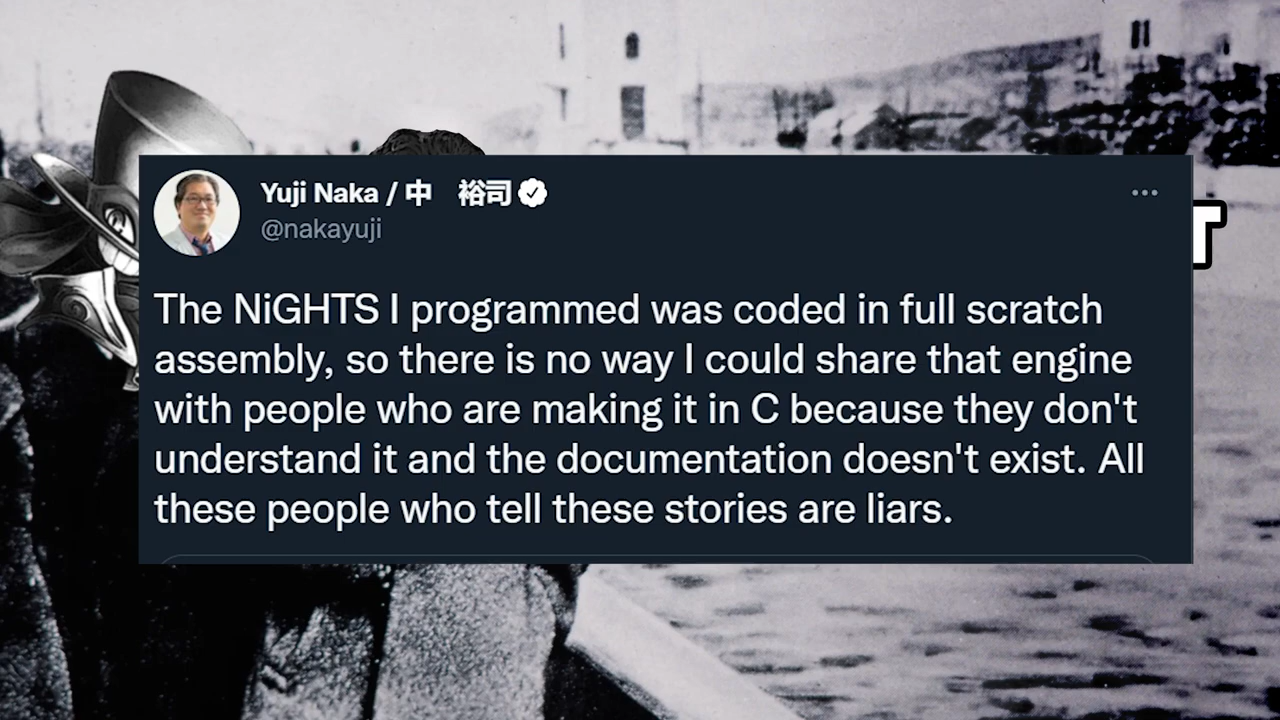 Yuji Naka / 中　裕司
@nakayuji
The NiGHTS I programmed was coded in full scratch
assembly, so there is no way I could share that engine
with people who are making it in C because they don't
understand it and the documentation doesn't exist. All
these people who tell these stories are liars.